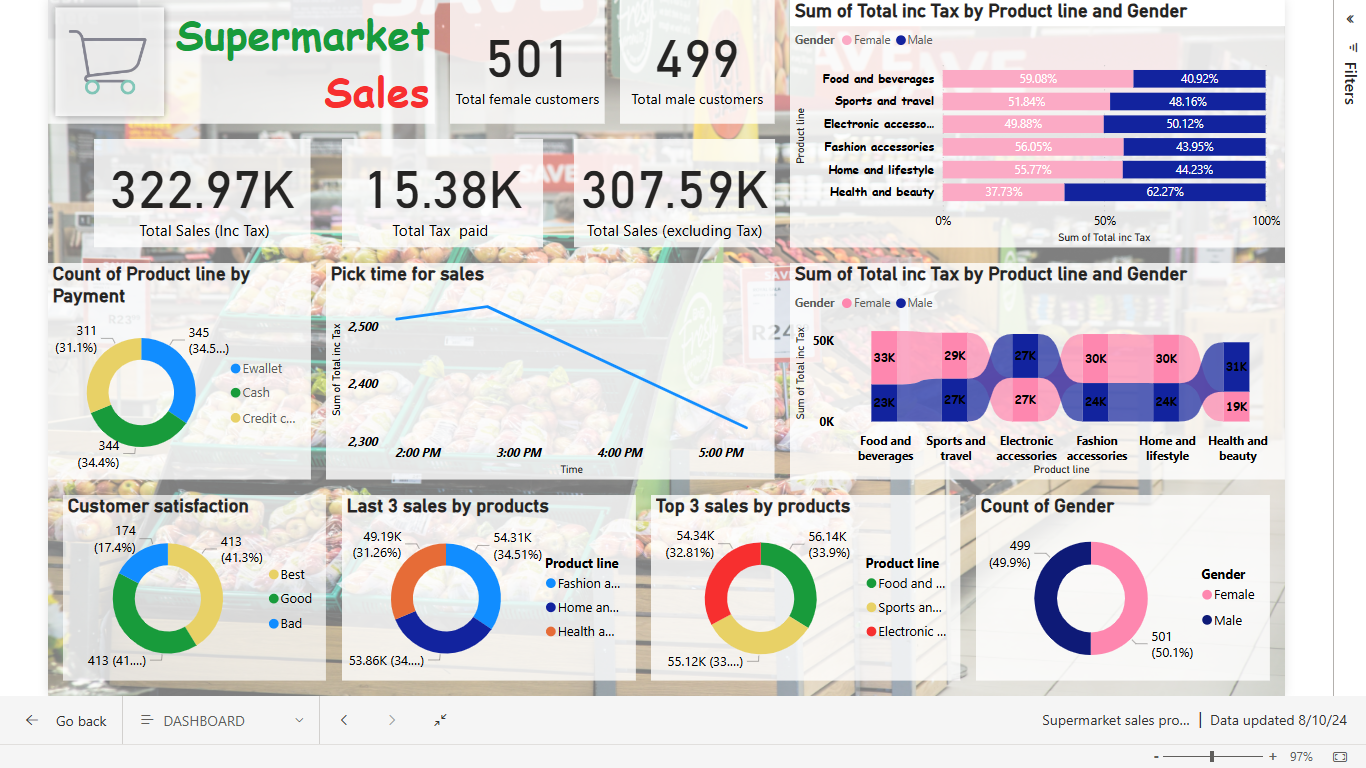 Supermarket
Sales
501
Total female customers
499
Total male customers
322.97K
Total Sales (Inc Tax)
15.38K
Total Tax paid
307.59K
Total Sales (excluding Tax)
Sum of Total inc Tax by Product line and Gender
Gender Female Male
Product line
Food and beverages 59.08% 40.92%
Sports and travel 51.84% 48.16%
Electronic accesso... 49.88% 50.12%
Fashion accessories 56.05% 43.95%
Home and lifestyle 55.77% 44.23%
Health and beauty 37.73% 62.27%
0% 50% 100%
Sum of Total inc Tax
Filters
Count of Product line by
Payment
311
(31.1%)
345
(34.5...)
344
(34.4%)
Ewallet
Cash
Credit c...
Pick time for sales
Sum of Total inc Tax
2,500
2,400
2,300
2:00 PM 3:00 PM 4:00 PM 5:00 PM
Time
Sum of Total inc Tax by Product line and Gender
Gender Female Male
Sum of Total inc Tax
50K
0K
33K 29K 27K 30K 30K 31K
23K 27K 27K 24K 24K 19K
Food and beverages
Sports and travel
Electronic accessories
Fashion accessories
Home and lifestyle
Health and beauty
Product line
Customer satisfaction
174
(17.4%)
413
(41.3%)
413 (41....)
Best
Good
Bad
Last 3 sales by products
49.19K
(31.26%)
54.31K
(34.51%)
53.86K (34....)
Product line
Fashion a...
Home an...
Health a...
Top 3 sales by products
54.34K
(32.81%)
56.14K
(33.9%)
55.12K (33....)
Product line
Food and ...
Sports an...
Electronic ...
Count of Gender
499
(49.9%)
501
(50.1%)
Gender
Female
Male
Go back
DASHBOARD
Supermarket sales pro... | Data updated 8/10/24
- + 97%